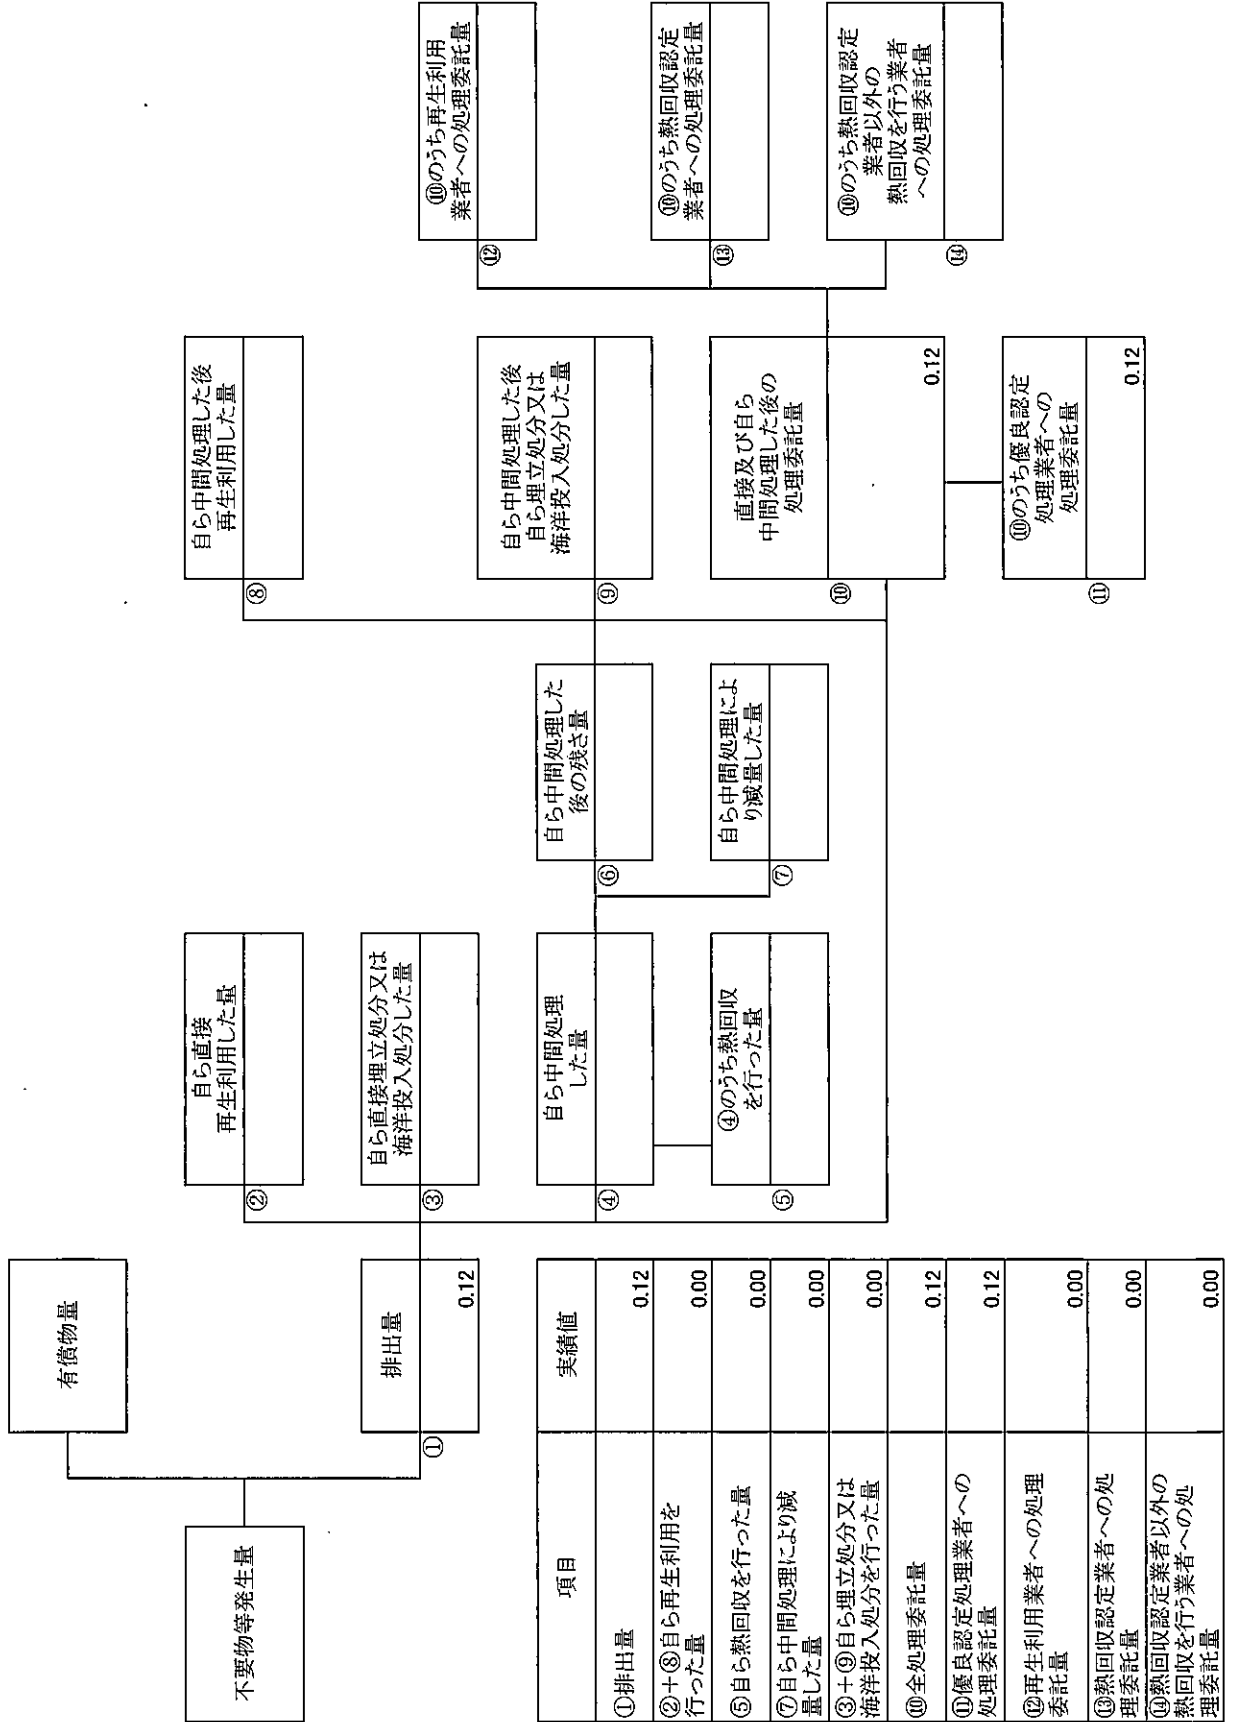 不要物等発生量
有償物量
排出量
①
0.12
自ら直接
再生利用した量
②
自ら直接埋立処分又は
海洋投入処分した量
③
自ら中間処理
した量
④
④のうち熱回収
を行った量
⑤
自ら中間処理した
後の残さ量
⑥
自ら中間処理によ
り減量した量
⑦
自ら中間処理した後
再生利用した量
⑧
自ら中間処理した後
自ら埋立処分又は
海洋投入処分した量
⑨
直接及び自ら
中間処理した後の
処理委託量
⑩
0.12
⑩のうち優良認定
処理業者への
処理委託量
⑪
0.12
⑩のうち再生利用
業者への処理委託量
⑫
⑩のうち熱回収認定
業者への処理委託量
⑬
⑩のうち熱回収認定
業者以外の
熱回収を行う業者
への処理委託量
⑭
項目 実績値
①排出量 0.12
②+⑧自ら再生利用を
行った量 0.00
⑤自ら熱回収を行った量 0.00
⑦自ら中間処理により減
量した量 0.00
③+⑨自ら埋立処分又は
海洋投入処分を行った量 0.00
⑩全処理委託量 0.12
⑪優良認定処理業者への
処理委託量 0.12
⑫再生利用業者への処理
委託量 0.00
⑬熱回収認定業者への処
理委託量 0.00
⑭熱回収認定業者以外の
熱回収を行う業者への処
理委託量 0.00